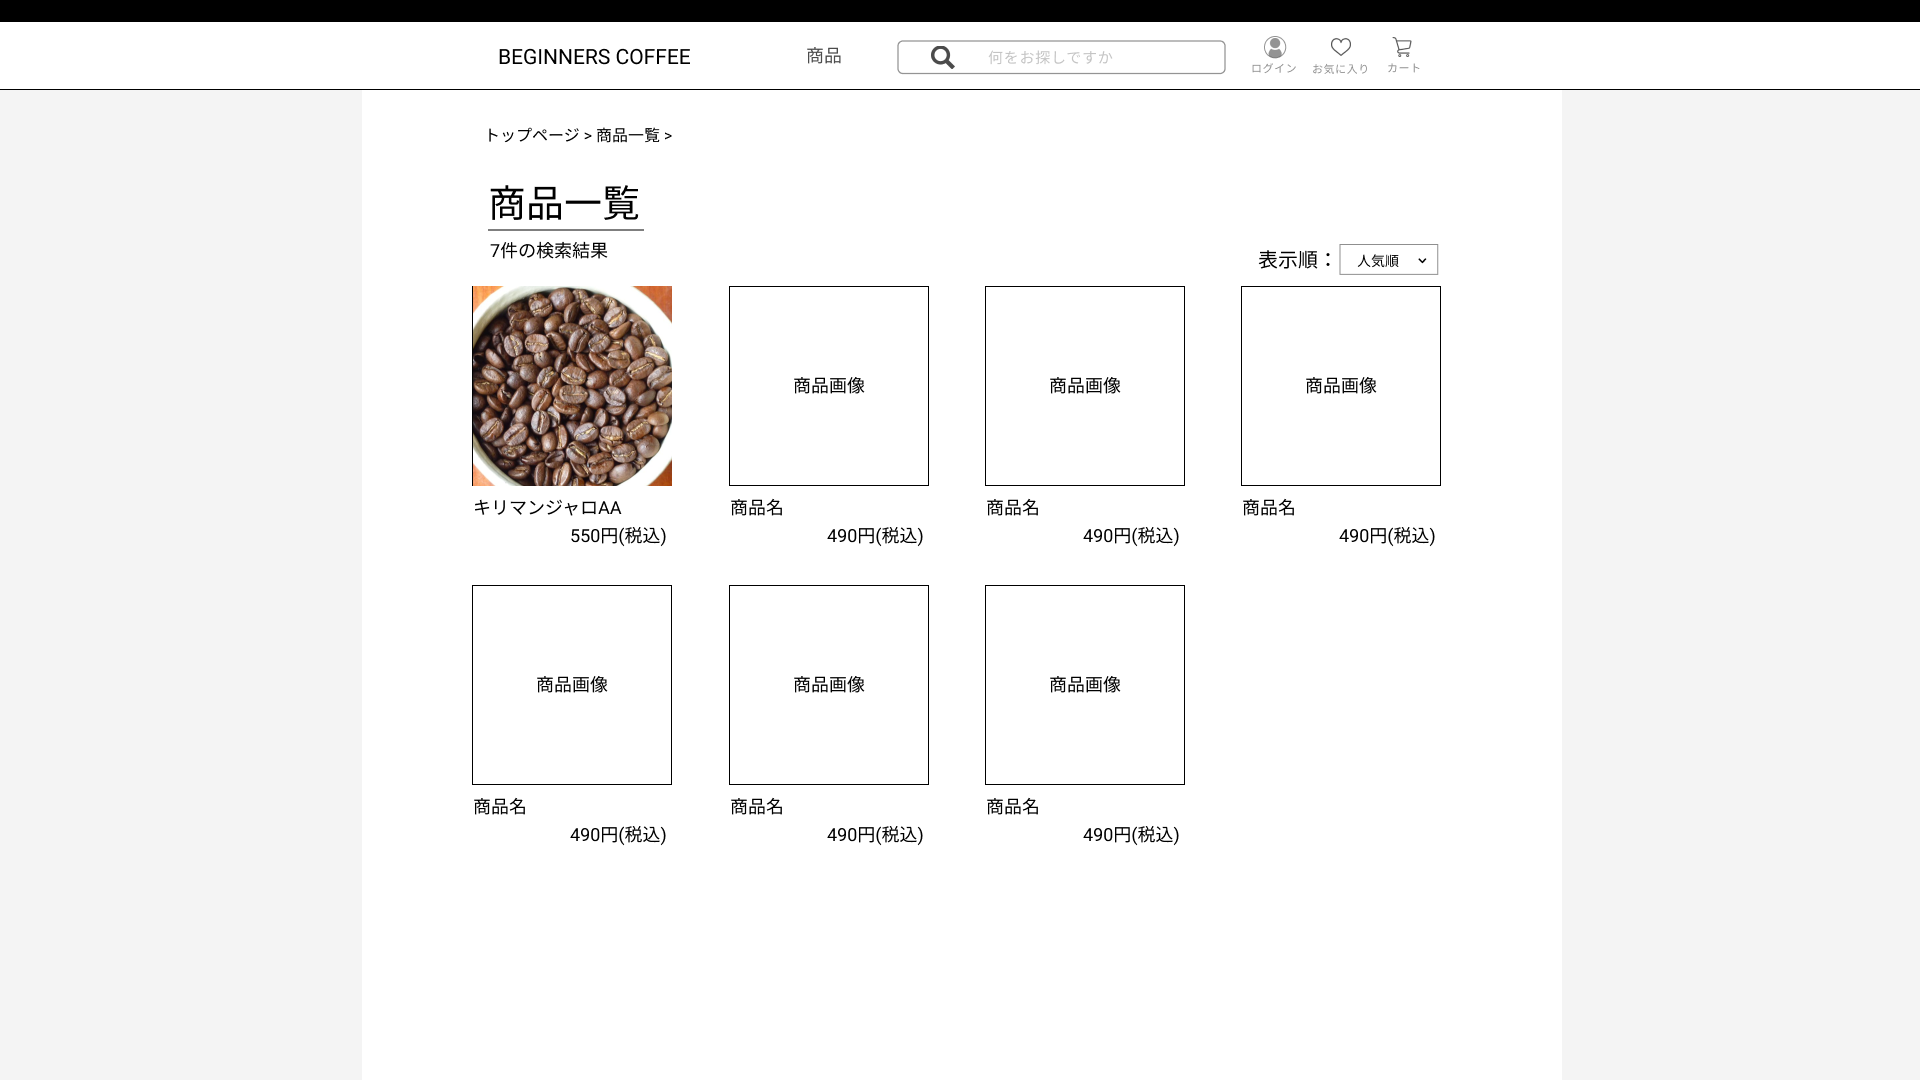 BEGINNERS COFFEE
商品
何をお探しですか
ログイン
お気に入り
カート
トップページ > 商品一覧 >
商品一覧
7件の検索結果
表示順： 人気順
商品画像 商品画像 商品画像
キリマンジャロAA 商品名 商品名 商品名
550円(税込) 490円(税込) 490円(税込) 490円(税込)
商品画像 商品画像 商品画像
商品名 商品名 商品名
490円(税込) 490円(税込) 490円(税込)